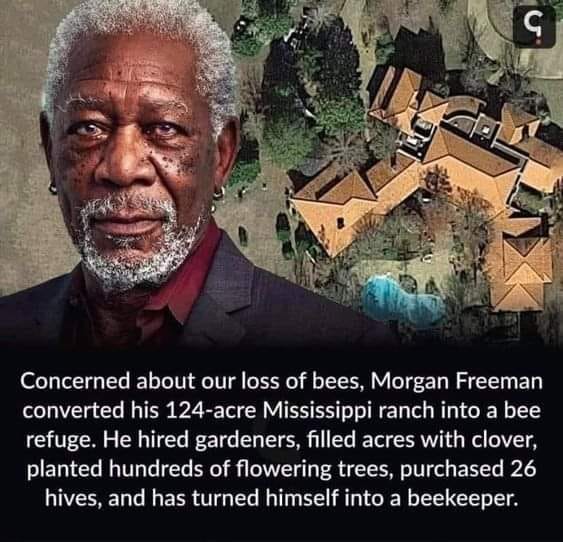 Concerned about our loss of bees, Morgan Freeman
converted his 124-acre Mississippi ranch into a bee
refuge. He hired gardeners, filled acres with clover,
planted hundreds of flowering trees, purchased 26
hives, and has turned himself into a beekeeper.